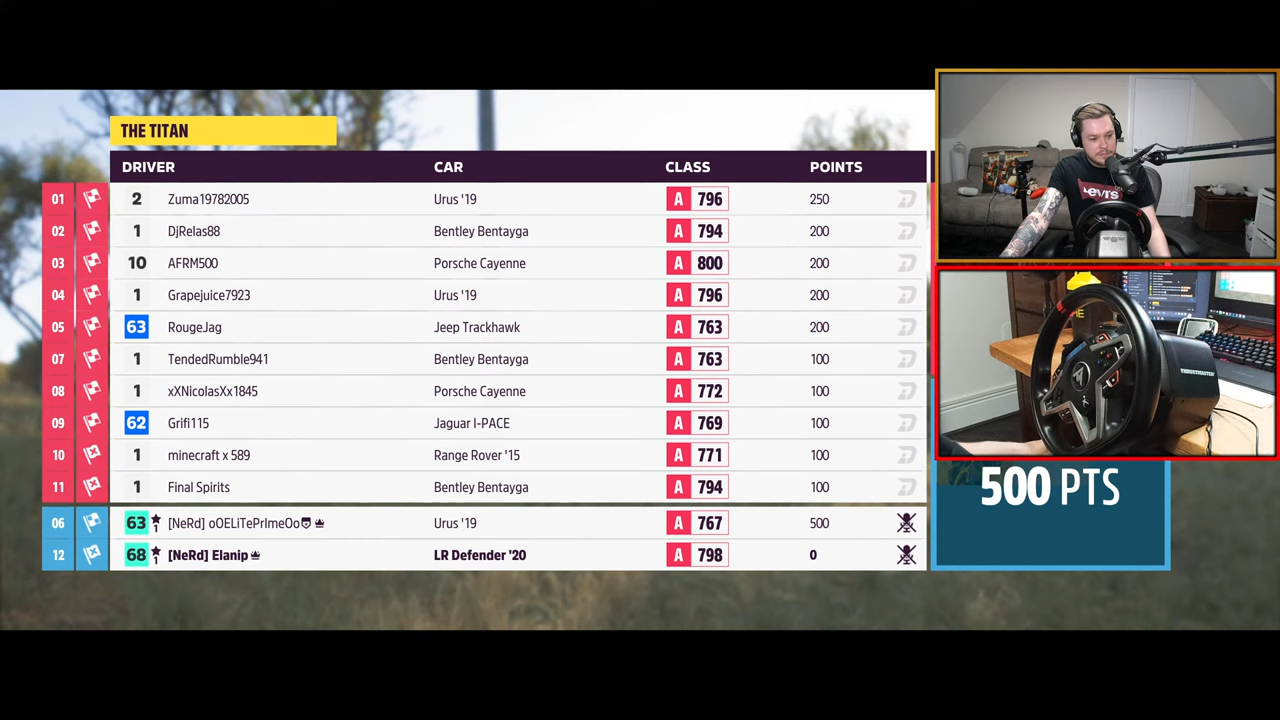 THE TITAN
DRIVER CAR CLASS POINTS
01 2 Zuma19782005 Urus '19 A 796 250
02 1 DjRelas88 Bentley Bentayga A 794 200
03 10 AFRM500 Porsche Cayenne A 800 200
04 1 Grapejuice7923 Urus '19 A 796 200
05 63 RougeJag Jeep Trackhawk A 763 200
07 1 TendedRumble941 Bentley Bentayga A 763 100
08 1 xXNicolasXx1845 Porsche Cayenne A 772 100
09 62 Grifi115 Jaguar I-PACE A 769 100
10 1 minecraft x 589 Range Rover '15 A 771 100
11 1 Final Spirits Bentley Bentayga A 794 100
06 63 1 [NeRd] oOELiTePrImeOo Urus '19 A 767 500
12 68 1 [NeRd] Elanip LR Defender '20 A 798 0
Levi's
THRUSTMASTER
500 PTS